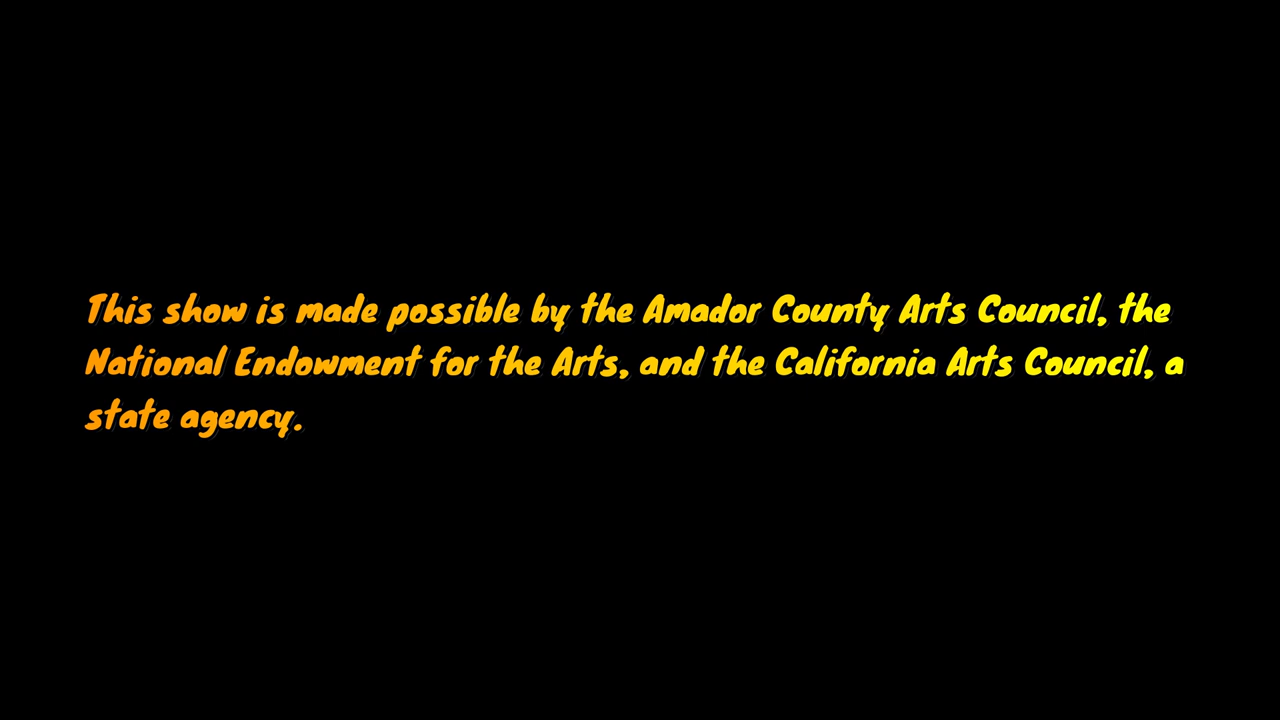 This show is made possible by the Amador County Arts Council, the
National Endowment for the Arts, and the California Arts Council, a
state agency.